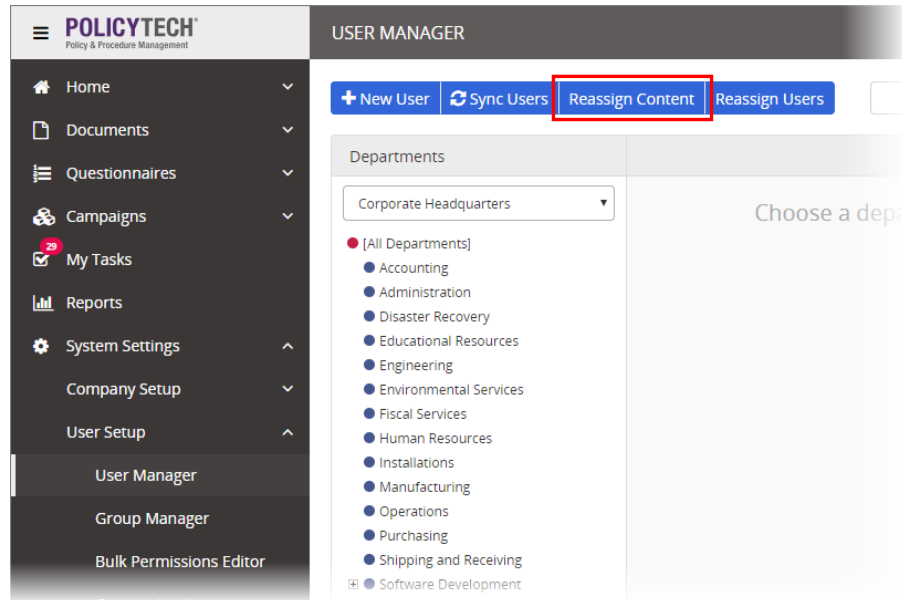 POLICYTECH®
Policy & Procedure Management
USER MANAGER
Home
Documents
Questionnaires
Campaigns
29
My Tasks
Reports
System Settings
Company Setup
User Setup
User Manager
Group Manager
Bulk Permissions Editor
New User Sync Users Reassign Content Reassign Users
Departments
Corporate Headquarters
[All Departments]
Accounting
Administration
Disaster Recovery
Educational Resources
Engineering
Environmental Services
Fiscal Services
Human Resources
Installations
Manufacturing
Operations
Purchasing
Shipping and Receiving
Software Development
Choose a depa